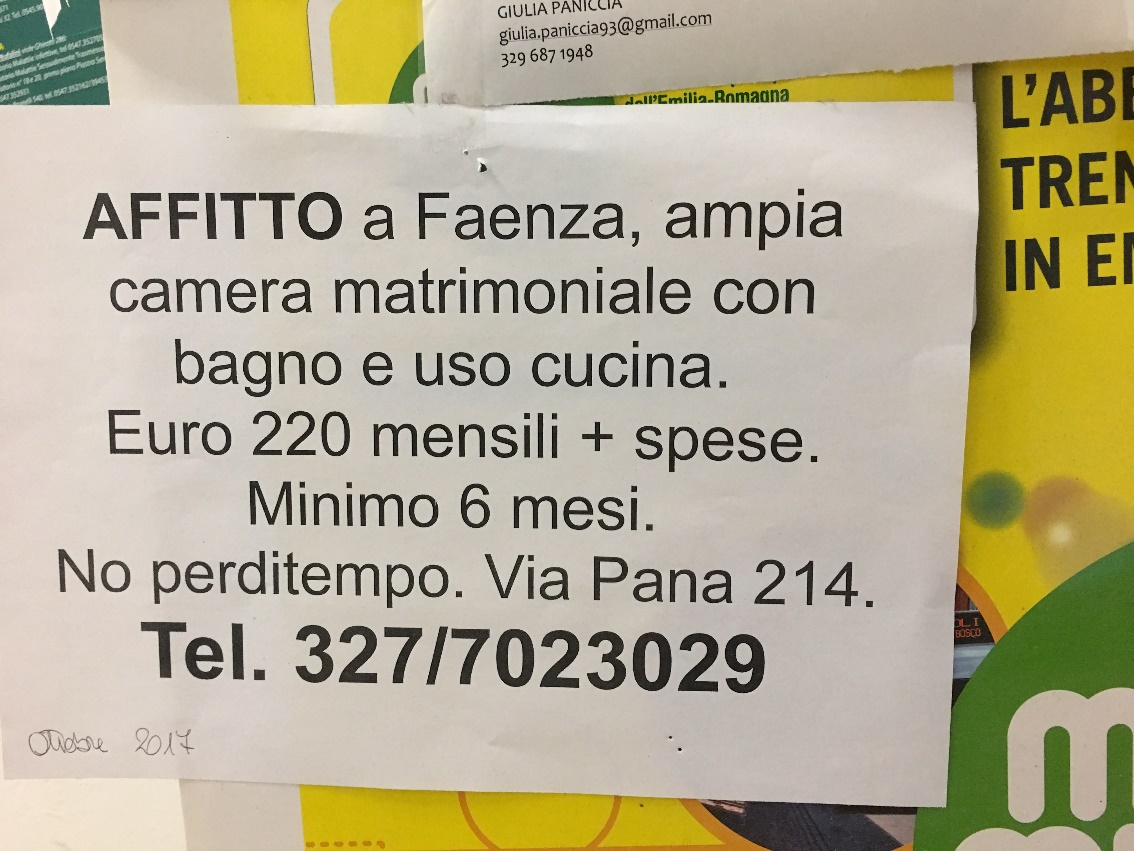 GIULIA PANICCIA
giulia.paniccia93@gmail.com
329 687 1948
dell'Emilia-Romagna
L'ABB
TREN
IN EM
AFFITTO a Faenza, ampia
camera matrimoniale con
bagno e uso cucina.
Euro 220 mensili + spese.
Minimo 6 mesi.
No perditempo. Via Pana 214.
Tel. 327/7023029
Ottobre 2017
BOSCO
m